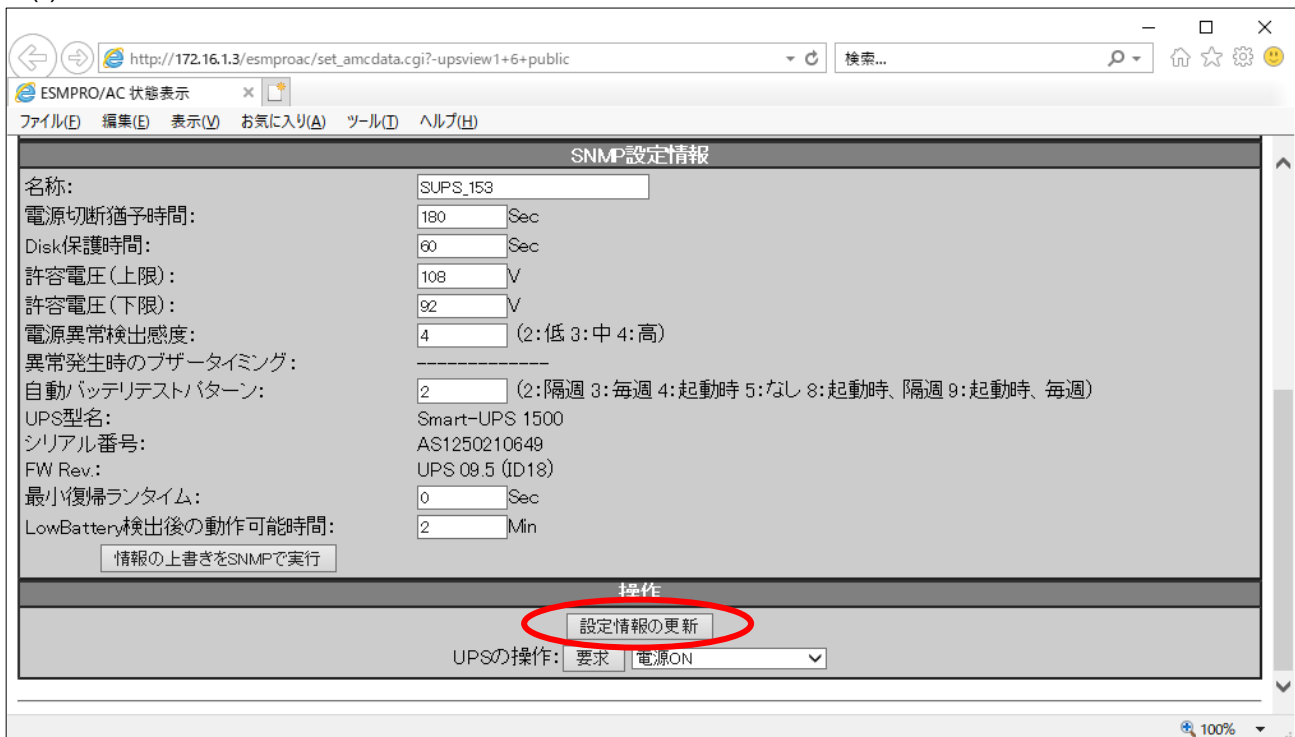 http://172.16.1.3/esmproac/set_amcdata.cgi?-upsview1+6+public 検索...
ESMPRO/AC 状態表示
ファイル(F) 編集(E) 表示(V) お気に入り(A) ツール(T) ヘルプ(H)
SNMP設定情報
名称: SUPS_153
電源切断猶予時間: 180 Sec
Disk保護時間: 60 Sec
許容電圧(上限): 108 V
許容電圧(下限): 92 V
電源異常検出感度: 4 (2:低 3:中 4:高)
異常発生時のブザータイミング: -------------
自動バッテリテストパターン: 2 (2:隔週 3:毎週 4:起動時 5:なし 8:起動時、隔週 9:起動時、毎週)
UPS型名: Smart-UPS 1500
シリアル番号: AS1250210649
FW Rev.: UPS 09.5 (ID18)
最小復帰ランタイム: 0 Sec
LowBattery検出後の動作可能時間: 2 Min
情報の上書きをSNMPで実行
操作
設定情報の更新
UPSの操作: 要求 電源ON
100%